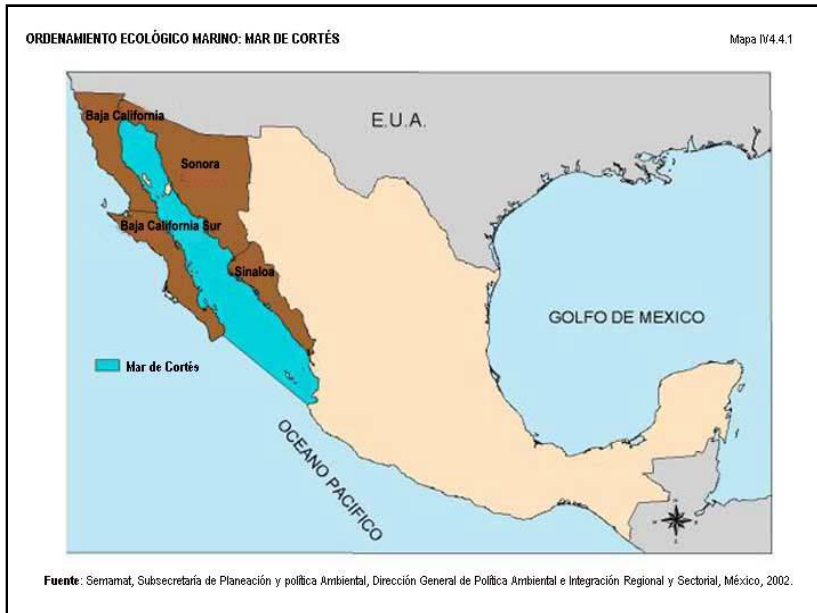 ORDENAMIENTO ECOLÓGICO MARINO: MAR DE CORTÉS
Mapa IV4.4.1
E.U.A.
Baja California
Sonora
Baja California Sur
Sinaloa
GOLFO DE MEXICO
Mar de Cortés
OCEANO PACIFICO
Fuente: Semarnat, Subsecretaría de Planeación y política Ambiental, Dirección General de Política Ambiental e Integración Regional y Sectorial, México, 2002.